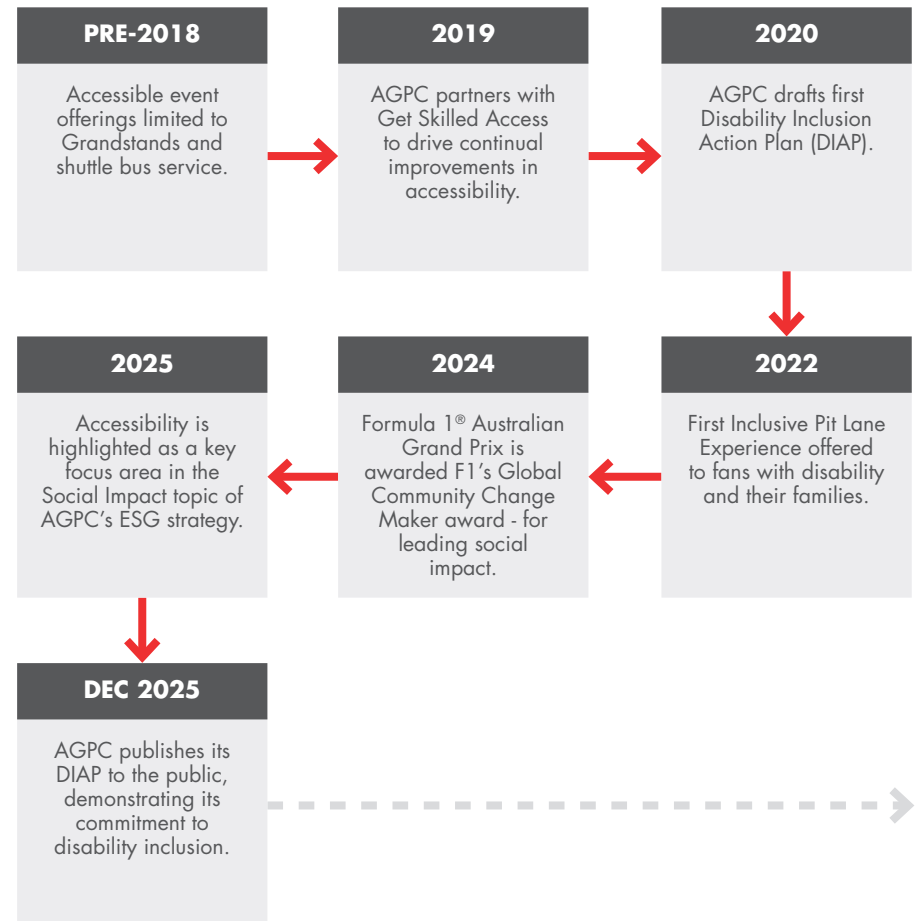 PRE-2018
Accessible event
offerings limited to
Grandstands and
shuttle bus service.
2019
AGPC partners with
Get Skilled Access
to drive continual
improvements in
accessibility.
2020
AGPC drafts first
Disability Inclusion
Action Plan (DIAP).
2022
First Inclusive Pit Lane
Experience offered
to fans with disability
and their families.
2024
Formula 1® Australian
Grand Prix is
awarded F1’s Global
Community Change
Maker award - for
leading social
impact.
2025
Accessibility is
highlighted as a key
focus area in the
Social Impact topic of
AGPC’s ESG strategy.
DEC 2025
AGPC publishes its
DIAP to the public,
demonstrating its
commitment to
disability inclusion.